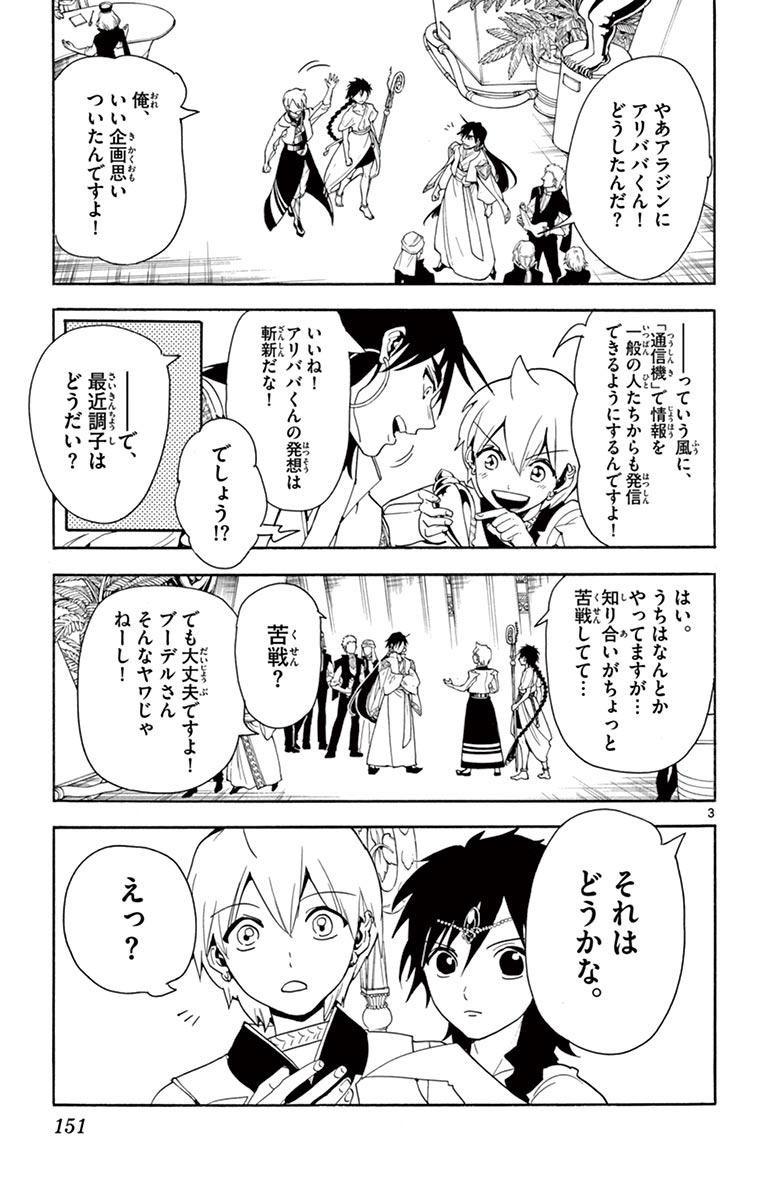 やあアラジンに
アリババくん!
どうしたんだ?
俺、
いい企画思い
ついたんですよ!
――っていう風に、
「通信機」で情報を
一般の人たちからも発信
できるようにするんですよ!
いいね!
アリババくんの発想は
斬新だな!
でしょう!?
――で、
最近調子は
どうだい?
はい。
うちはなんとか
やってますが…
知り合いがちょっと
苦戦してて…
苦戦?
でも大丈夫ですよ!
ブーデルさん
そんなヤワじゃ
ねーし!
3
それは
どうかな。
えっ?
151